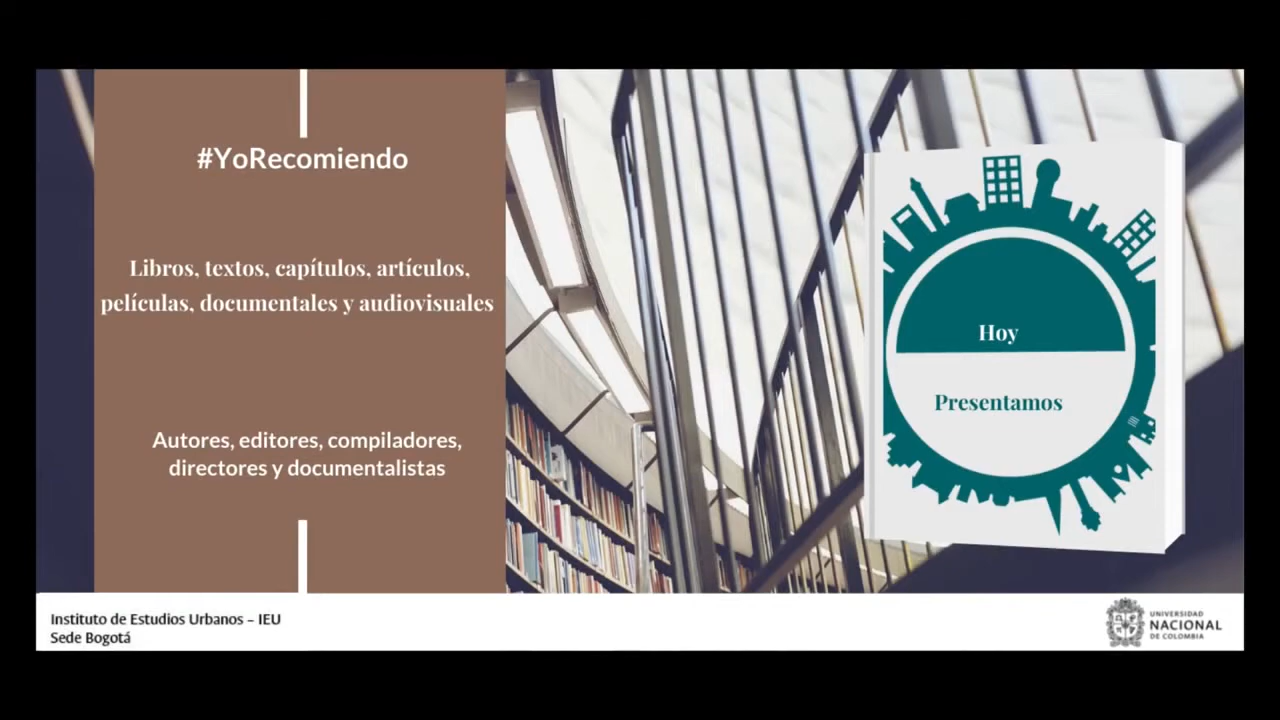 #YoRecomiendo
Libros, textos, capítulos, artículos,
películas, documentales y audiovisuales
Autores, editores, compiladores,
directores y documentalistas
Hoy
Presentamos
Instituto de Estudios Urbanos – IEU
Sede Bogotá
UNIVERSIDAD
NACIONAL
DE COLOMBIA